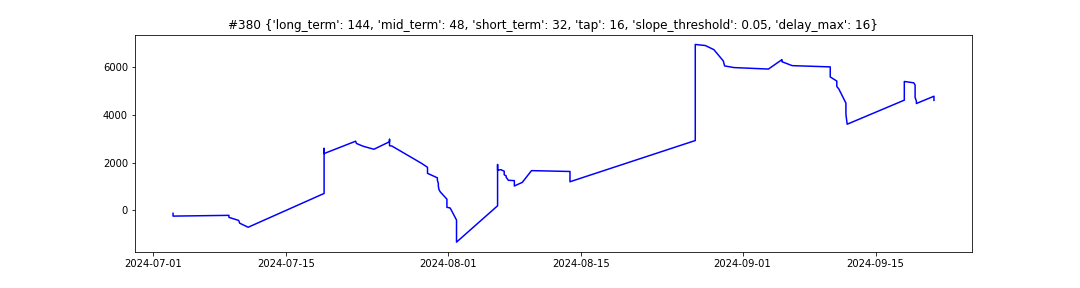 #380 {'long_term': 144, 'mid_term': 48, 'short_term': 32, 'tap': 16, 'slope_threshold': 0.05, 'delay_max': 16}
6000
4000
2000
0
2024-07-01 2024-07-15 2024-08-01 2024-08-15 2024-09-01 2024-09-15